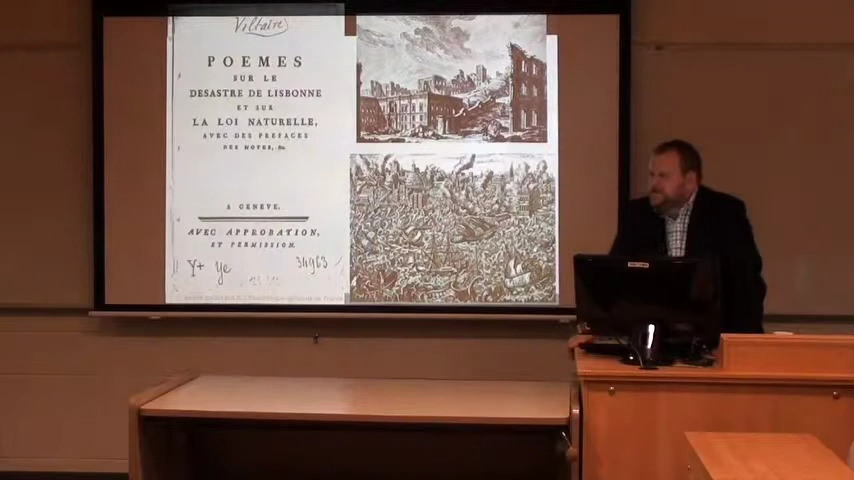 Voltaire
POEMES
SUR LE
DESASTRE DE LISBONNE
ET SUR
LA LOI NATURELLE,
AVEC DES PREFACES
DES NOTES, &c.
A GENEVE.
AVEC APPROBATION,
ET PERMISSION.
Y+ ye
34963